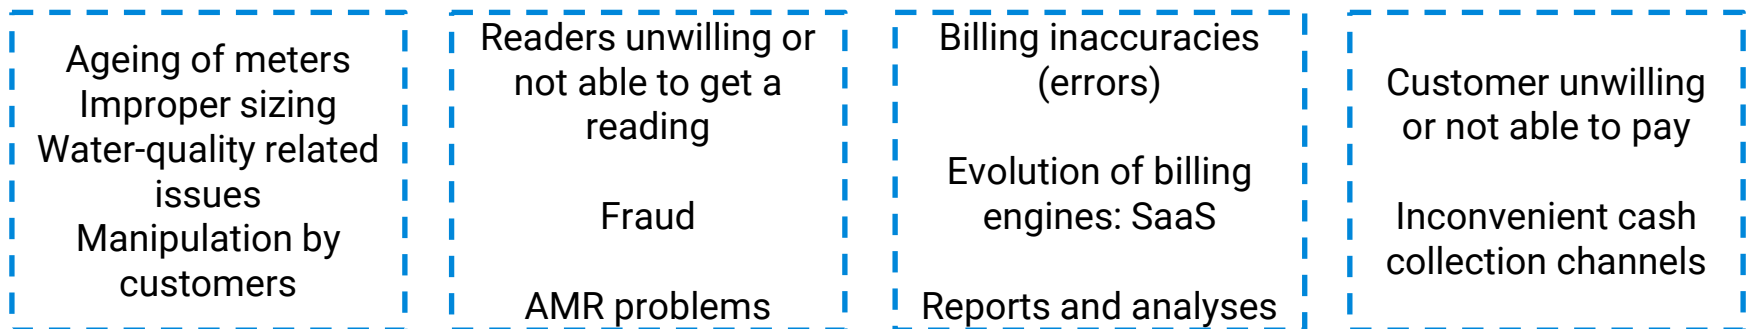 Ageing of meters
Improper sizing
Water-quality related
issues
Manipulation by
customers
Readers unwilling or
not able to get a
reading
Fraud
AMR problems
Billing inaccuracies
(errors)
Evolution of billing
engines: SaaS
Reports and analyses
Customer unwilling
or not able to pay
Inconvenient cash
collection channels